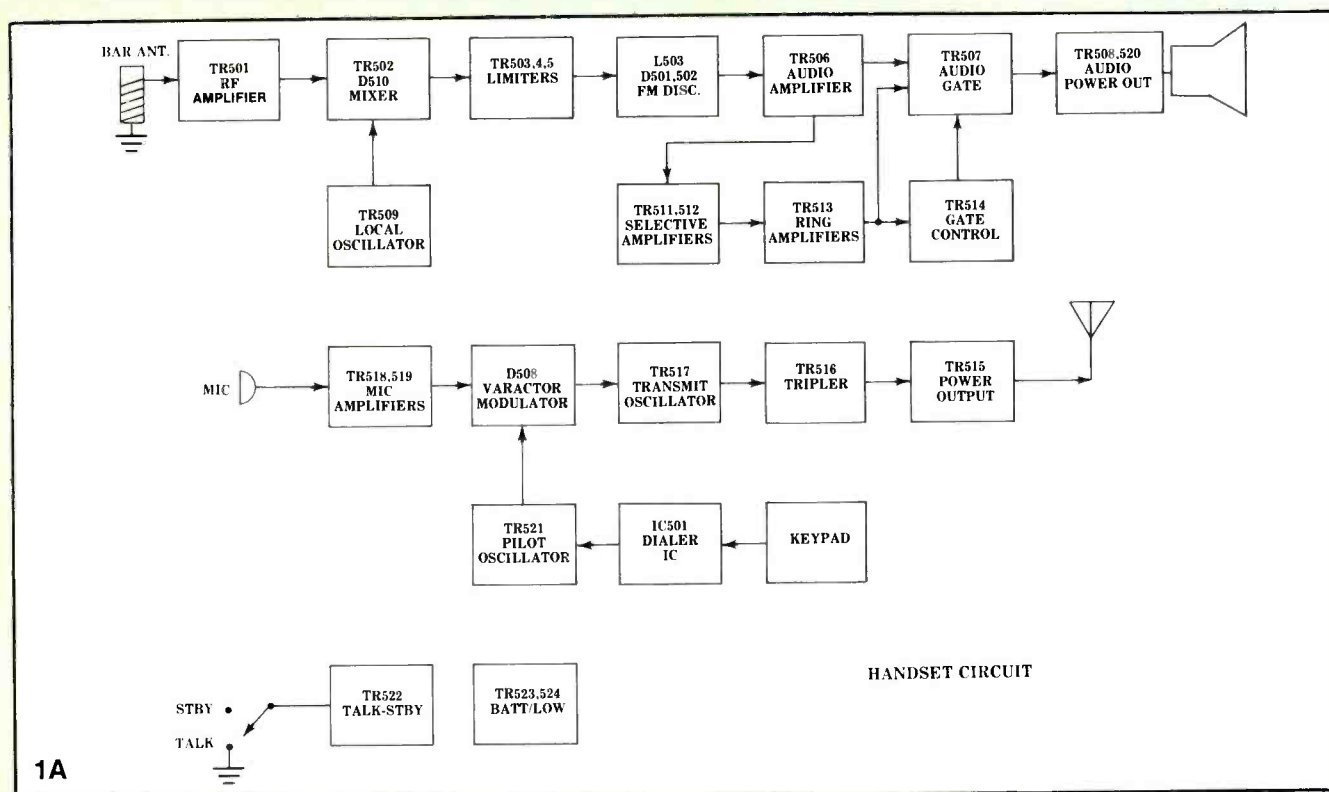 BAR ANT.
TR501
RF
AMPLIFIER
TR502
D510
MIXER
TR503,4,5
LIMITERS
L503
D501,502
FM DISC.
TR506
AUDIO
AMPLIFIER
TR507
AUDIO
GATE
TR508,520
AUDIO
POWER OUT
TR509
LOCAL
OSCILLATOR
TR511,512
SELECTIVE
AMPLIFIERS
TR513
RING
AMPLIFIERS
TR514
GATE
CONTROL
MIC
TR518,519
MIC
AMPLIFIERS
D508
VARACTOR
MODULATOR
TR517
TRANSMIT
OSCILLATOR
TR516
TRIPLER
TR515
POWER
OUTPUT
TR521
PILOT
OSCILLATOR
IC501
DIALER
IC
KEYPAD
STBY
TALK
TR522
TALK-STBY
TR523,524
BATT/LOW
HANDSET CIRCUIT
1A